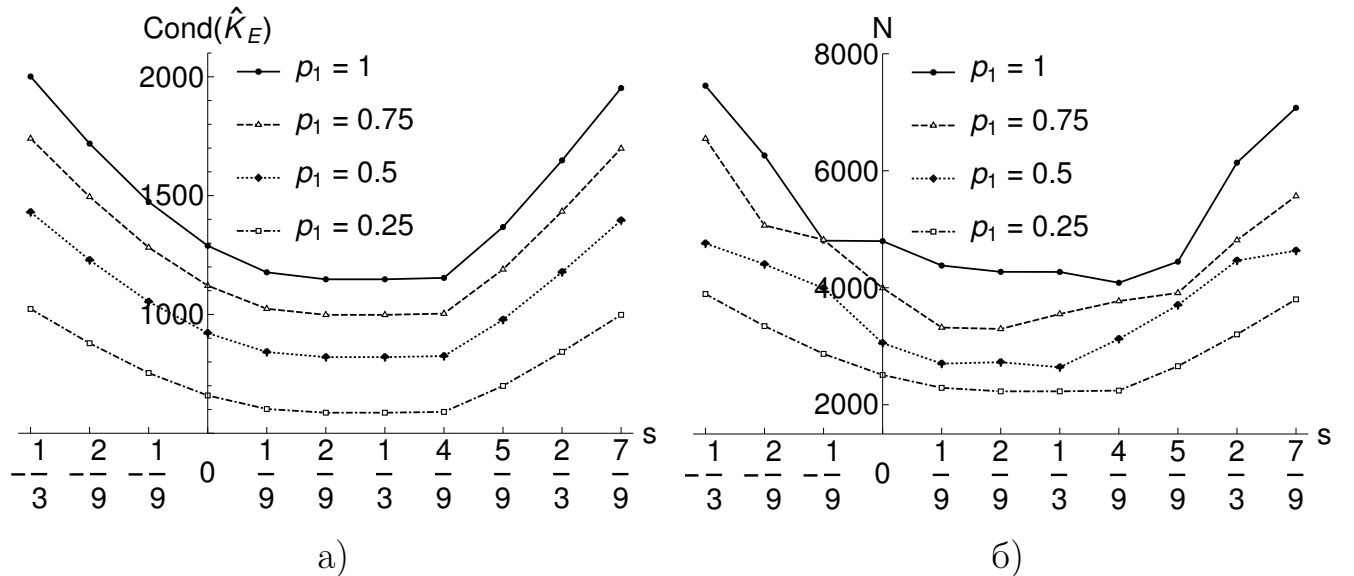 Cond(K̂_E)
2000
1500
1000
p₁ = 1
p₁ = 0.75
p₁ = 0.5
p₁ = 0.25
-1/3 -2/9 -1/9 0 1/9 2/9 1/3 4/9 5/9 2/3 7/9 s
а)
N
8000
6000
4000
2000
p₁ = 1
p₁ = 0.75
p₁ = 0.5
p₁ = 0.25
-1/3 -2/9 -1/9 0 1/9 2/9 1/3 4/9 5/9 2/3 7/9 s
б)